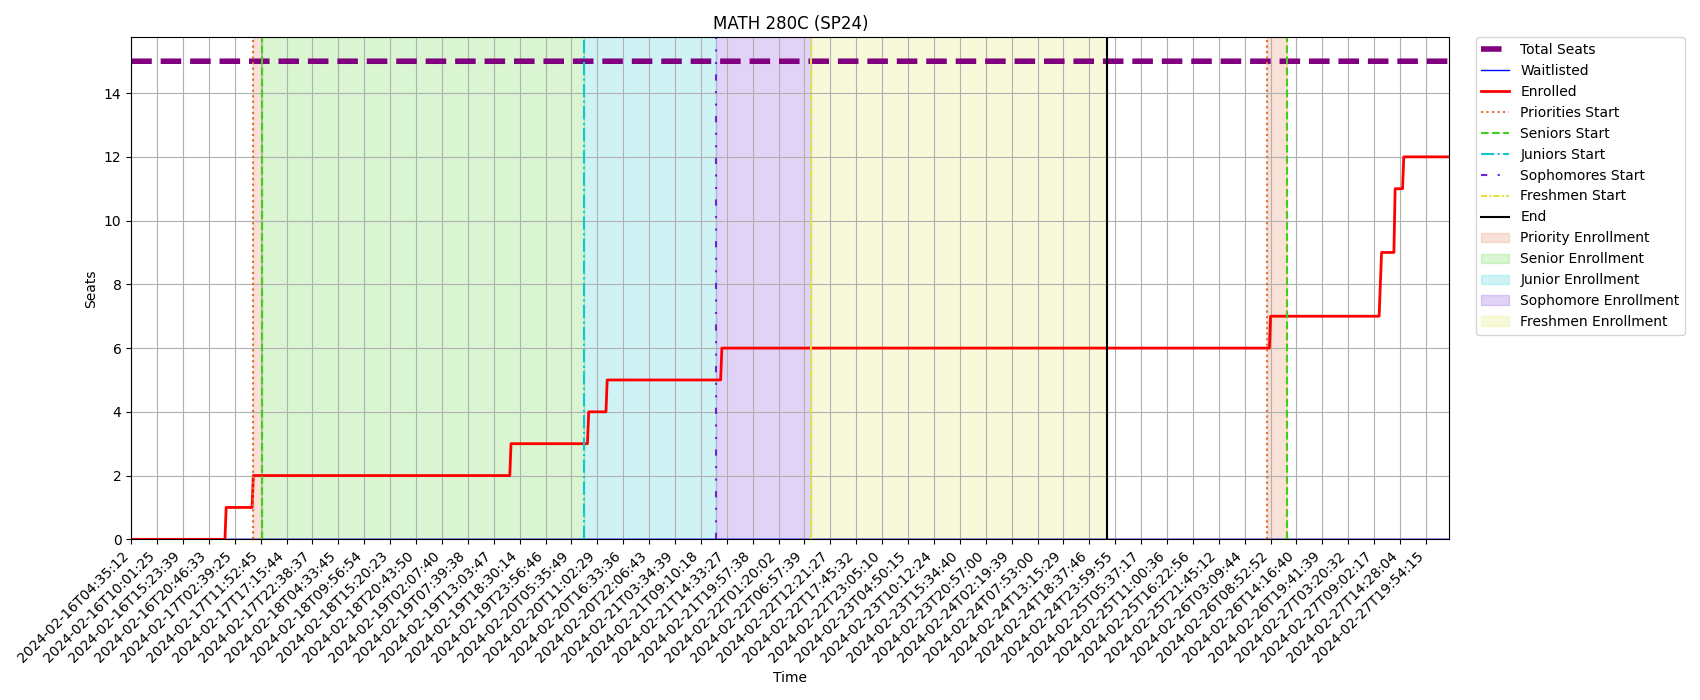 MATH 280C (SP24)
Seats
14
12
10
8
6
4
2
0
2024-02-16T04:35:12
2024-02-16T10:01:25
2024-02-16T15:23:39
2024-02-16T20:46:33
2024-02-17T02:39:23
2024-02-17T11:52:45
2024-02-17T17:15:44
2024-02-17T22:38:37
2024-02-18T04:33:45
2024-02-18T09:56:54
2024-02-18T15:20:23
2024-02-18T20:43:50
2024-02-19T02:07:40
2024-02-19T07:39:38
2024-02-19T13:03:47
2024-02-19T18:30:14
2024-02-19T23:56:46
2024-02-20T05:35:49
2024-02-20T11:02:29
2024-02-20T16:33:36
2024-02-20T22:06:43
2024-02-21T03:34:39
2024-02-21T09:10:18
2024-02-21T14:33:27
2024-02-21T19:57:38
2024-02-22T01:20:02
2024-02-22T06:57:39
2024-02-22T12:21:27
2024-02-22T17:45:32
2024-02-22T23:05:10
2024-02-23T04:50:15
2024-02-23T10:12:24
2024-02-23T15:34:40
2024-02-23T20:57:00
2024-02-24T02:19:39
2024-02-24T07:53:00
2024-02-24T13:15:29
2024-02-24T18:37:46
2024-02-24T23:59:55
2024-02-25T05:37:17
2024-02-25T11:00:36
2024-02-25T16:22:56
2024-02-25T21:45:12
2024-02-26T03:09:44
2024-02-26T08:52:52
2024-02-26T14:16:40
2024-02-26T19:41:39
2024-02-27T03:20:32
2024-02-27T09:02:17
2024-02-27T14:28:04
2024-02-27T19:54:15
Time
Total Seats
Waitlisted
Enrolled
Priorities Start
Seniors Start
Juniors Start
Sophomores Start
Freshmen Start
End
Priority Enrollment
Senior Enrollment
Junior Enrollment
Sophomore Enrollment
Freshmen Enrollment